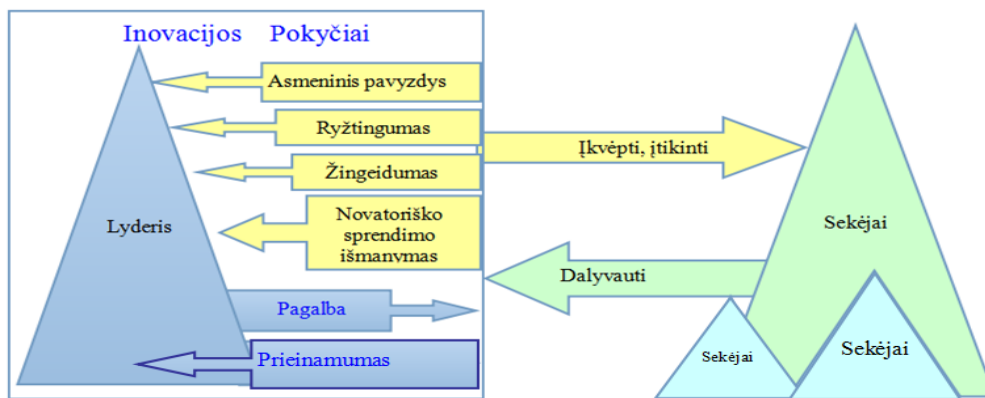 Inovacijos Pokyčiai
Asmeninis pavyzdys
Ryžtingumas
Žingeidumas
Novatoriško
sprendimo
išmanymas
Lyderis
Pagalba
Prieinamumas
Įkvėpti, įtikinti
Dalyvauti
Sekėjai
Sekėjai
Sekėjai